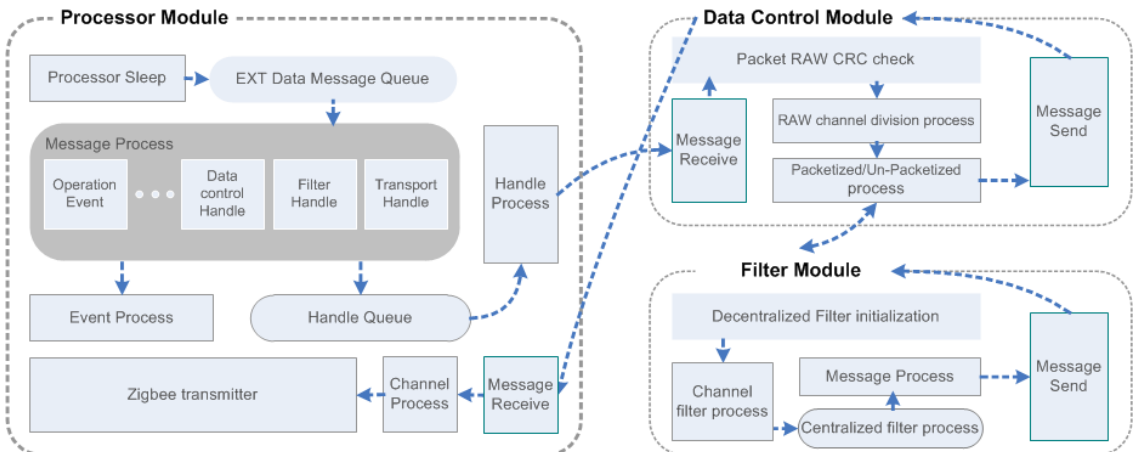 Processor Module
Processor Sleep
EXT Data Message Queue
Message Process
Operation
Event
Data
control
Handle
Filter
Handle
Transport
Handle
Handle
Process
Event Process
Handle Queue
Zigbee transmitter
Channel
Process
Message
Receive
Data Control Module
Packet RAW CRC check
Message
Receive
RAW channel division process
Packetized/Un-Packetized
process
Message
Send
Filter Module
Decentralized Filter initialization
Channel
filter process
Message Process
Centralized filter process
Message
Send